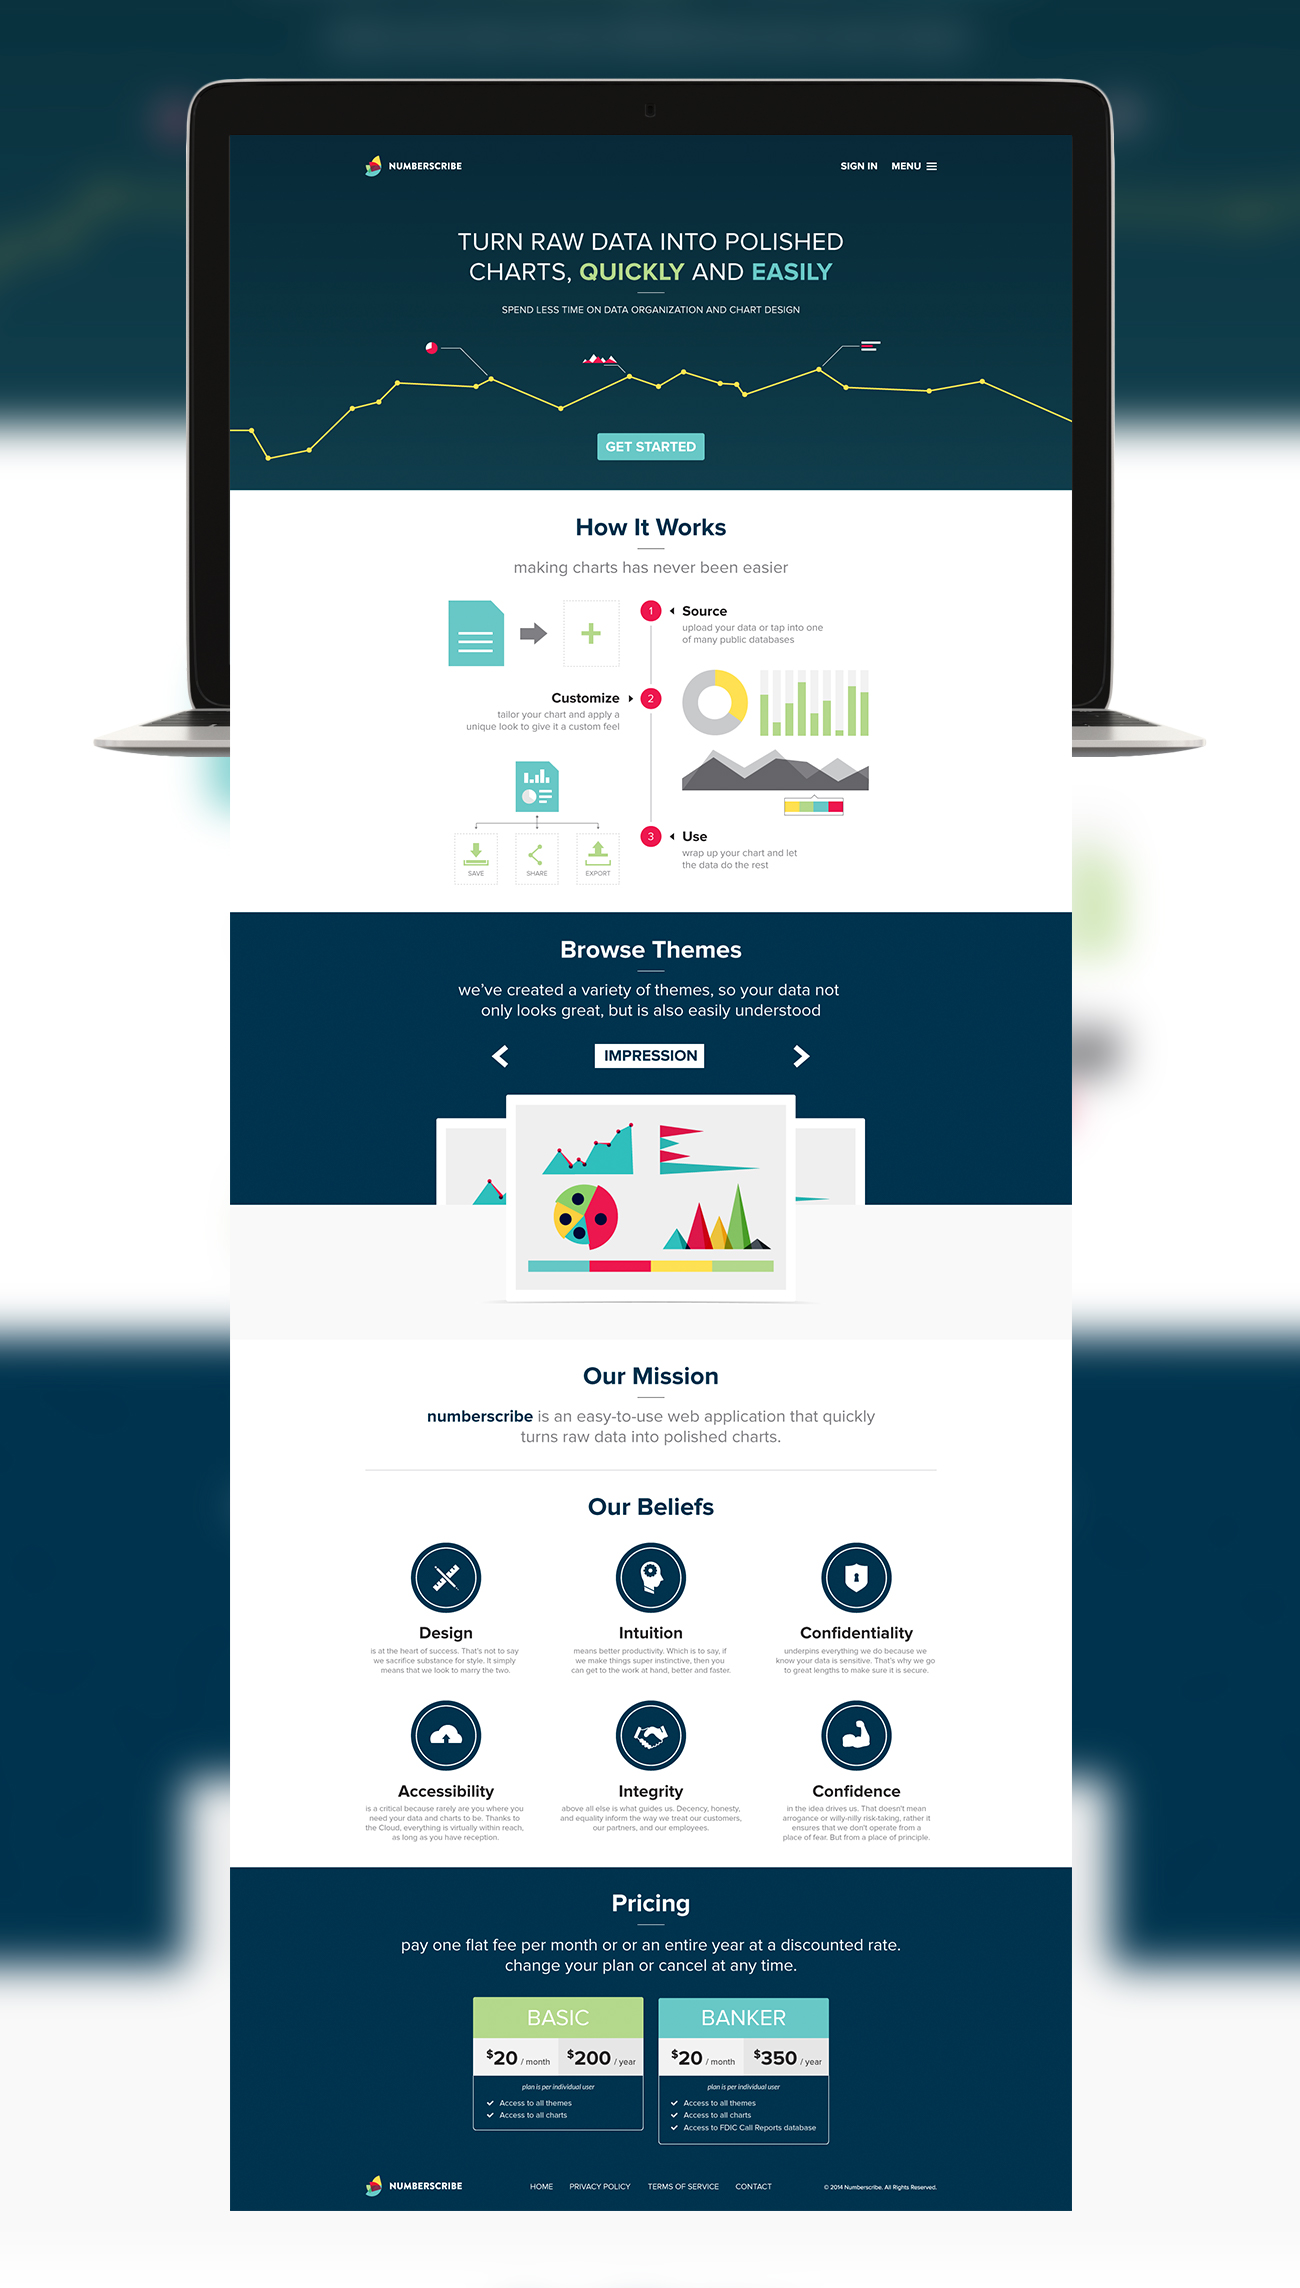 NUMBERSCRIBE
SIGN IN
MENU
TURN RAW DATA INTO POLISHED
CHARTS, QUICKLY AND EASILY
SPEND LESS TIME ON DATA ORGANIZATION AND CHART DESIGN
GET STARTED
How It Works
making charts has never been easier
1
Source
upload your data or tap into one
of many public databases
2
Customize
tailor your chart and apply a
unique look to give it a custom feel
3
Use
wrap up your chart and let
the data do the rest
SAVE
SHARE
EXPORT
Browse Themes
we've created a variety of themes, so your data not
only looks great, but is also easily understood
IMPRESSION
Our Mission
numberscribe is an easy-to-use web application that quickly
turns raw data into polished charts.
Our Beliefs
Design
is at the heart of success. That's not to say
we sacrifice substance for style. It simply
means that we look to marry the two.
Intuition
means better productivity. Which is to say, if
we make things super instinctive, then you
can get to the work at hand, better and faster.
Confidentiality
underpins everything we do because we
know your data is sensitive. That's why we go
to great lengths to make sure it is secure.
Accessibility
is a critical because rarely are you where you
need your data and charts to be. Thanks to
the Cloud, everything is virtually within reach,
as long as you have reception.
Integrity
above all else is what guides us. Decency, honesty,
and equality inform the way we treat our customers,
our partners, and our employees.
Confidence
in the idea drives us. That doesn't mean
arrogance or willy-nilly risk-taking, rather it
ensures that we don't operate from a
place of fear. But from a place of principle.
Pricing
pay one flat fee per month or or an entire year at a discounted rate.
change your plan or cancel at any time.
BASIC
$20 / month
$200 / year
plan is per individual user
Access to all themes
Access to all charts
BANKER
$20 / month
$350 / year
plan is per individual user
Access to all themes
Access to all charts
Access to FDIC Call Reports database
NUMBERSCRIBE
HOME
PRIVACY POLICY
TERMS OF SERVICE
CONTACT
© 2014 Numberscribe. All Rights Reserved.